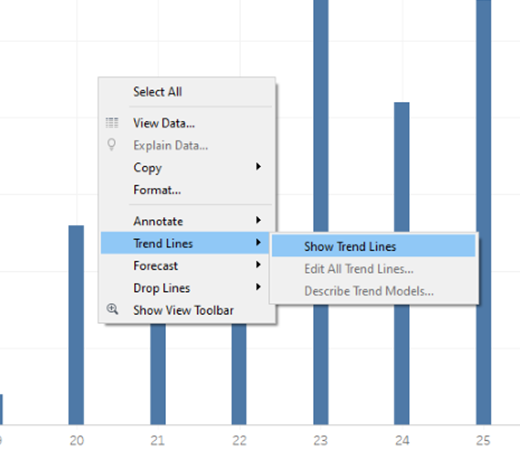 Select All
View Data...
Explain Data...
Copy
Format...
Annotate
Trend Lines
Forecast
Drop Lines
Show View Toolbar
Show Trend Lines
Edit All Trend Lines...
Describe Trend Models...
20 21 22 23 24 25